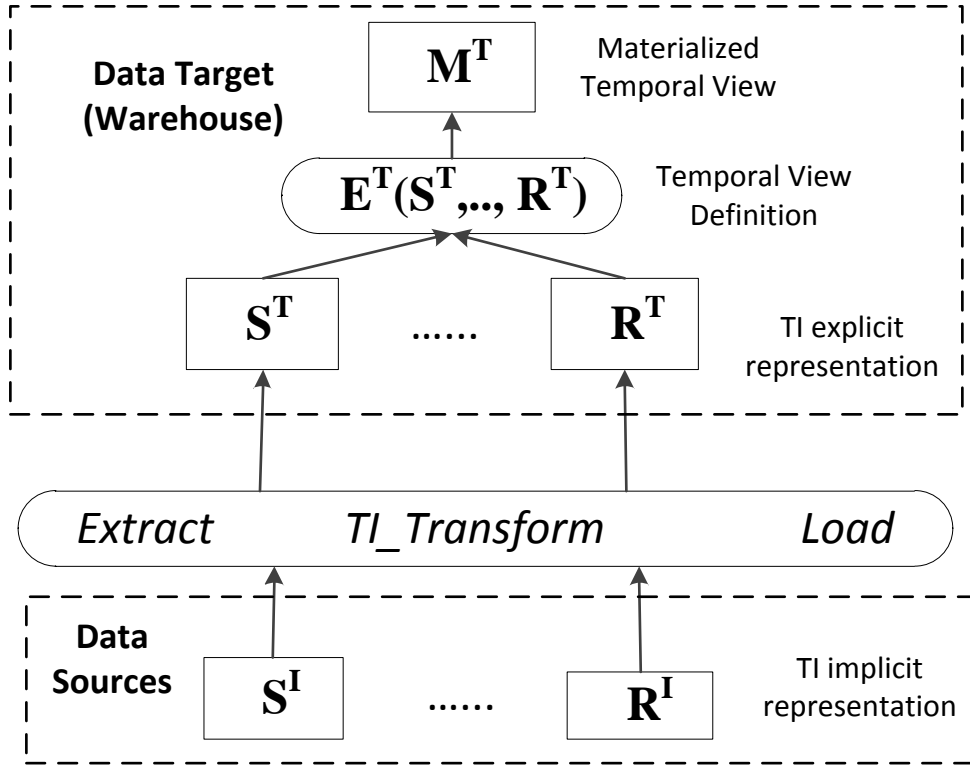 M^T
Materialized
Temporal View
Data Target
(Warehouse)
E^T(S^T,.., R^T)
Temporal View
Definition
S^T
......
R^T
TI explicit
representation
Extract TI_Transform Load
Data
Sources
S^I
......
R^I
TI implicit
representation